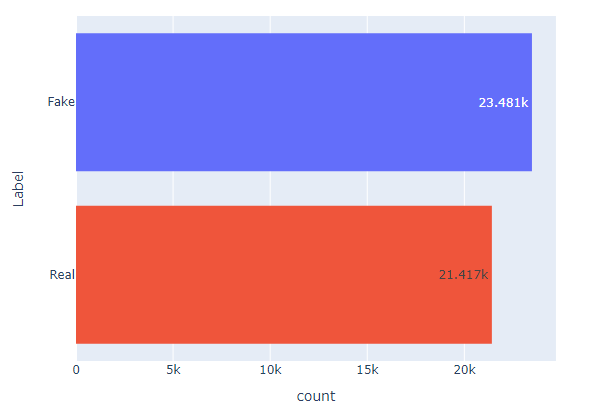 Fake
23.481k
Label
Real
21.417k
0 5k 10k 15k 20k
count